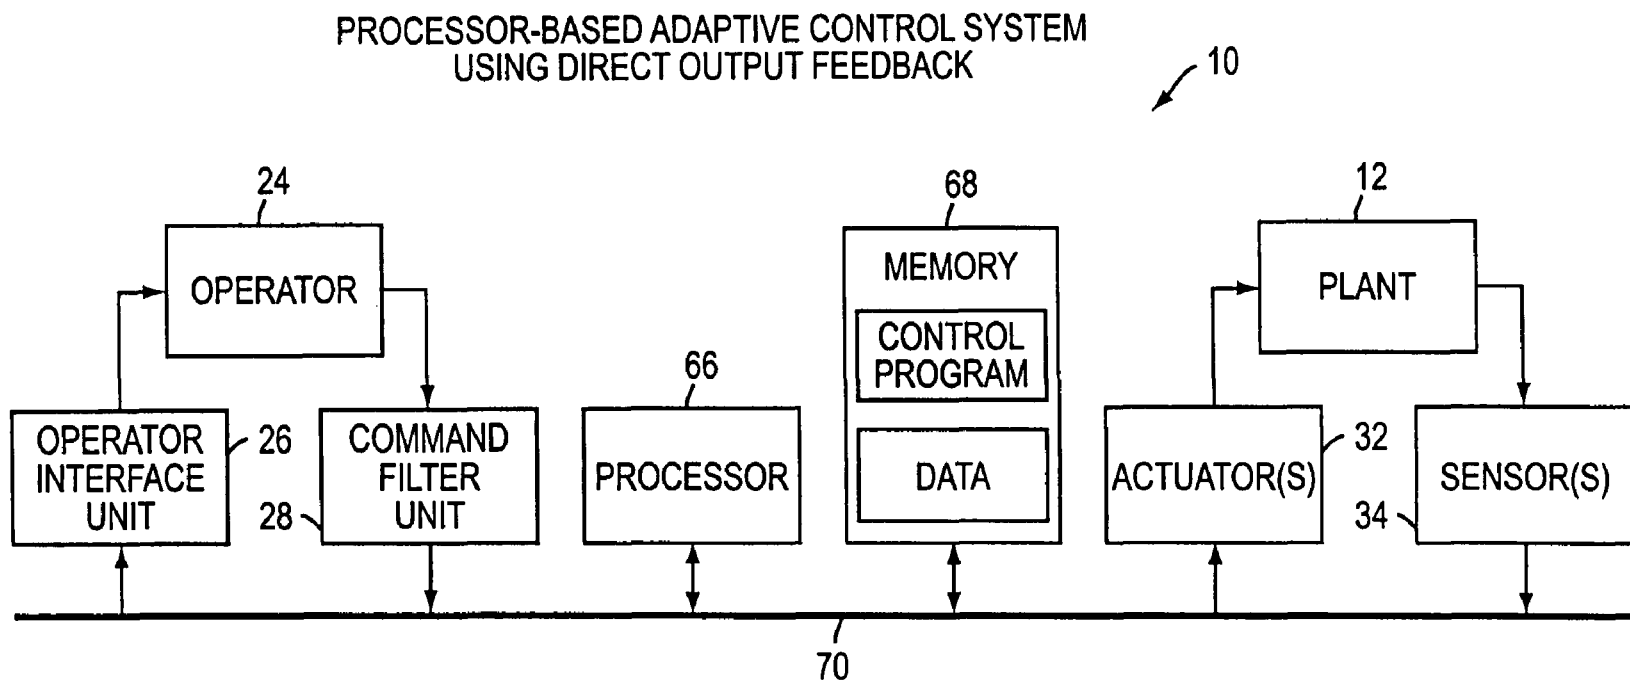 PROCESSOR-BASED ADAPTIVE CONTROL SYSTEM
USING DIRECT OUTPUT FEEDBACK
10
24
OPERATOR
68
MEMORY
CONTROL
PROGRAM
DATA
12
PLANT
66
PROCESSOR
OPERATOR
INTERFACE
UNIT
26
COMMAND
FILTER
UNIT
28
ACTUATOR(S)
32
SENSOR(S)
34
70